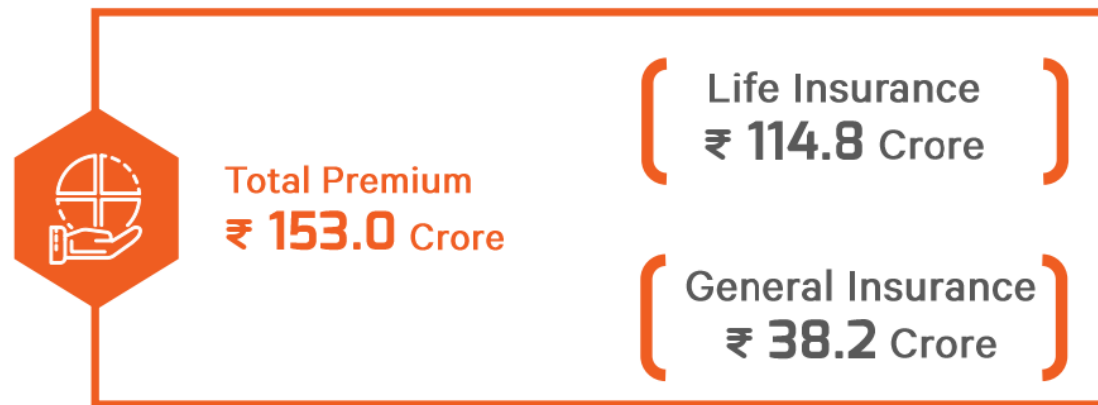 Total Premium
₹ 153.0 Crore
Life Insurance
₹ 114.8 Crore
General Insurance
₹ 38.2 Crore